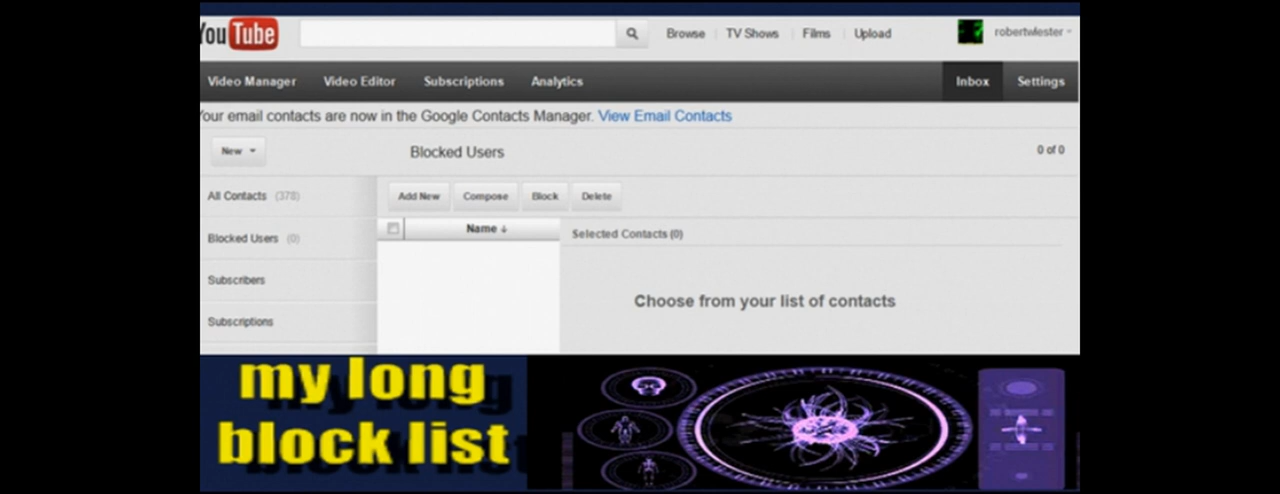 YouTube
Browse | TV Shows | Films | Upload
robertwlester
Video Manager Video Editor Subscriptions Analytics Inbox Settings
Your email contacts are now in the Google Contacts Manager. View Email Contacts
New Blocked Users 0 of 0
All Contacts (378) Add New Compose Block Delete
Name ↓
Blocked Users (0) Selected Contacts (0)
Subscribers
Choose from your list of contacts
Subscriptions
my long
block list